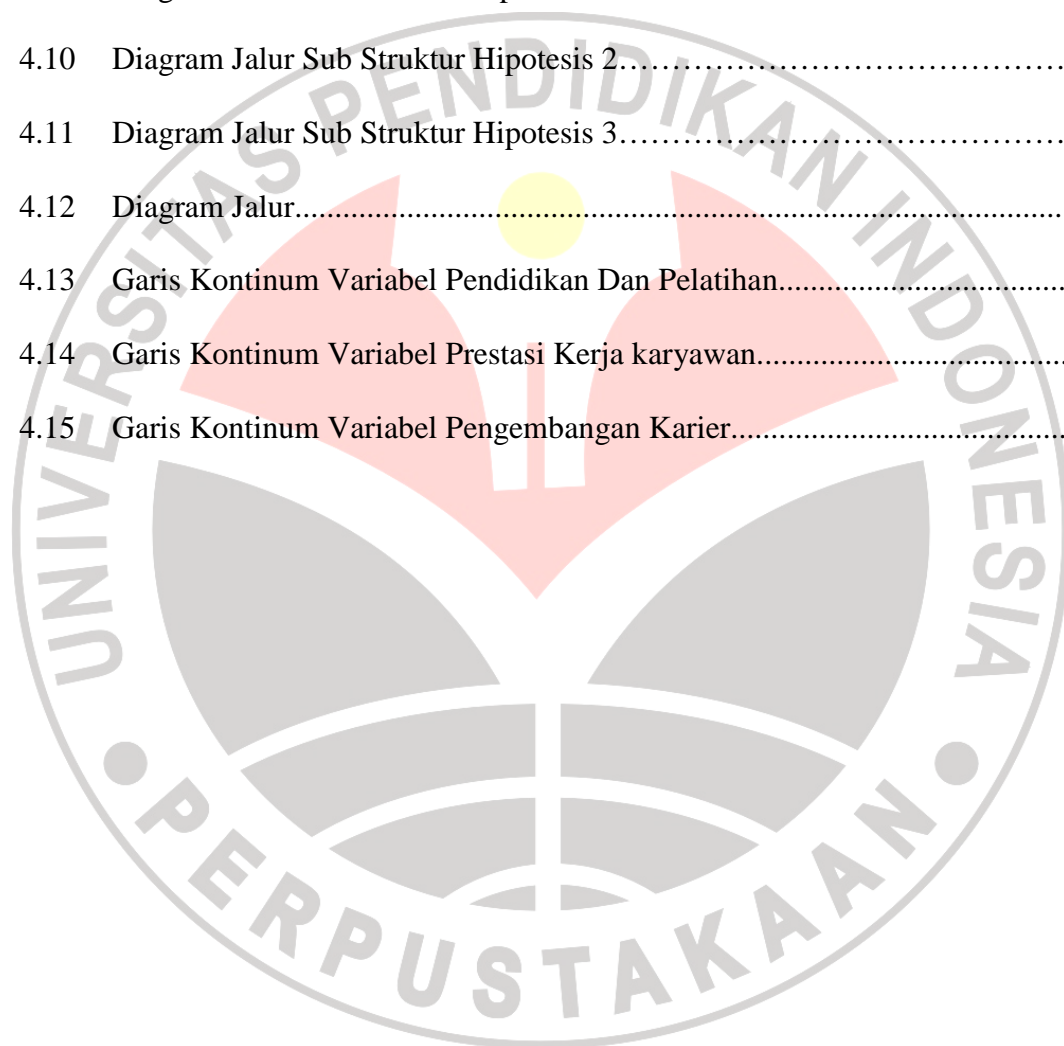 4.10 Diagram Jalur Sub Struktur Hipotesis 2……………………………………
4.11 Diagram Jalur Sub Struktur Hipotesis 3……………………………………
4.12 Diagram Jalur.....................................................................................................
4.13 Garis Kontinum Variabel Pendidikan Dan Pelatihan.....................................
4.14 Garis Kontinum Variabel Prestasi Kerja karyawan........................................
4.15 Garis Kontinum Variabel Pengembangan Karier...........................................
UNIVERSITAS PENDIDIKAN INDONESIA
PERPUSTAKAAN